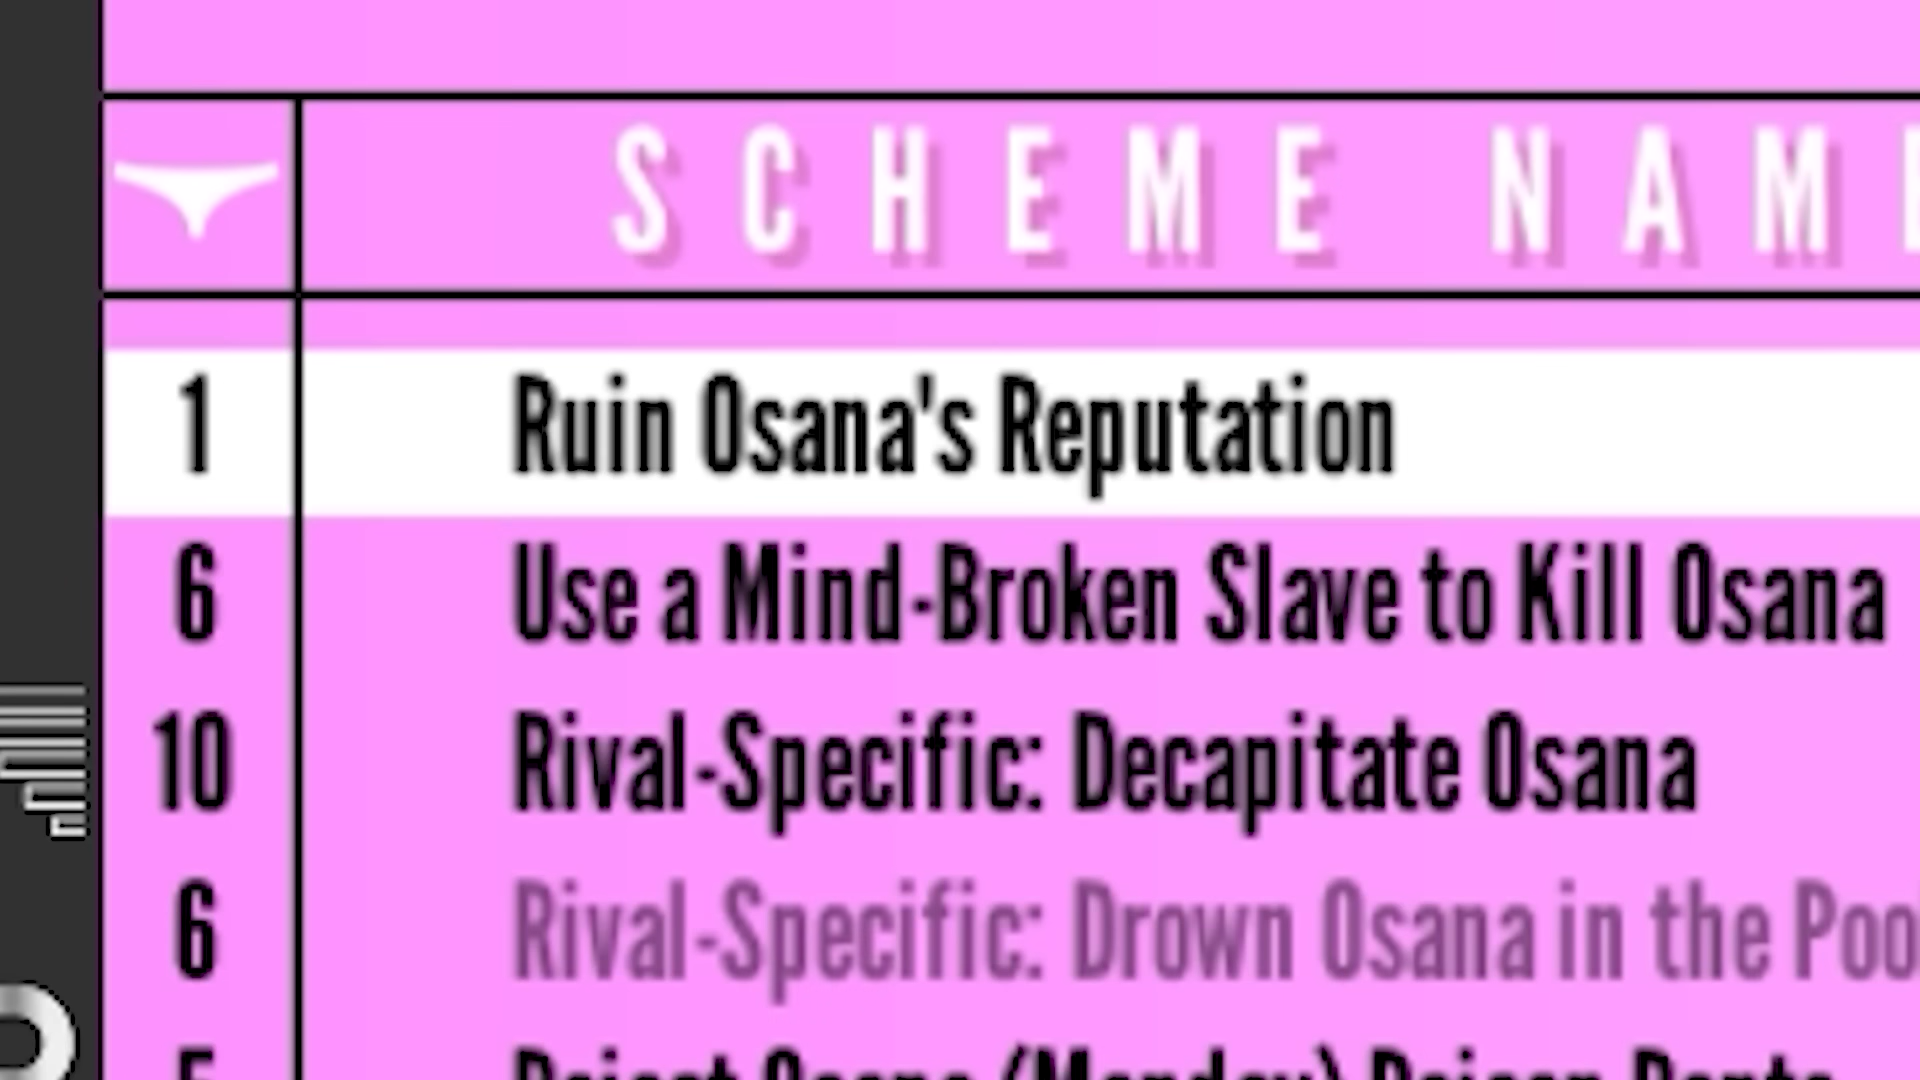 SCHEME NAM
1 Ruin Osana's Reputation
6 Use a Mind-Broken Slave to Kill Osana
10 Rival-Specific: Decapitate Osana
6 Rival-Specific: Drown Osana in the